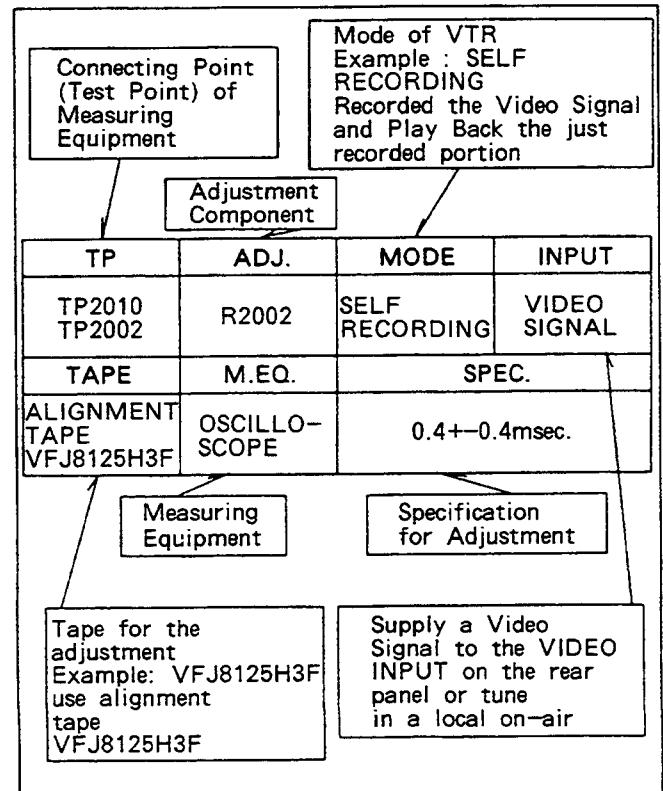 Connecting Point
(Test Point) of
Measuring
Equipment
Mode of VTR
Example : SELF
RECORDING
Recorded the Video Signal
and Play Back the just
recorded portion
Adjustment
Component
TP ADJ. MODE INPUT
TP2010
TP2002
R2002
SELF
RECORDING
VIDEO
SIGNAL
TAPE M.EQ. SPEC.
ALIGNMENT
TAPE
VFJ8125H3F
OSCILLO-
SCOPE
0.4+-0.4msec.
Measuring
Equipment
Specification
for Adjustment
Tape for the
adjustment
Example: VFJ8125H3F
use alignment
tape
VFJ8125H3F
Supply a Video
Signal to the VIDEO
INPUT on the rear
panel or tune
in a local on-air